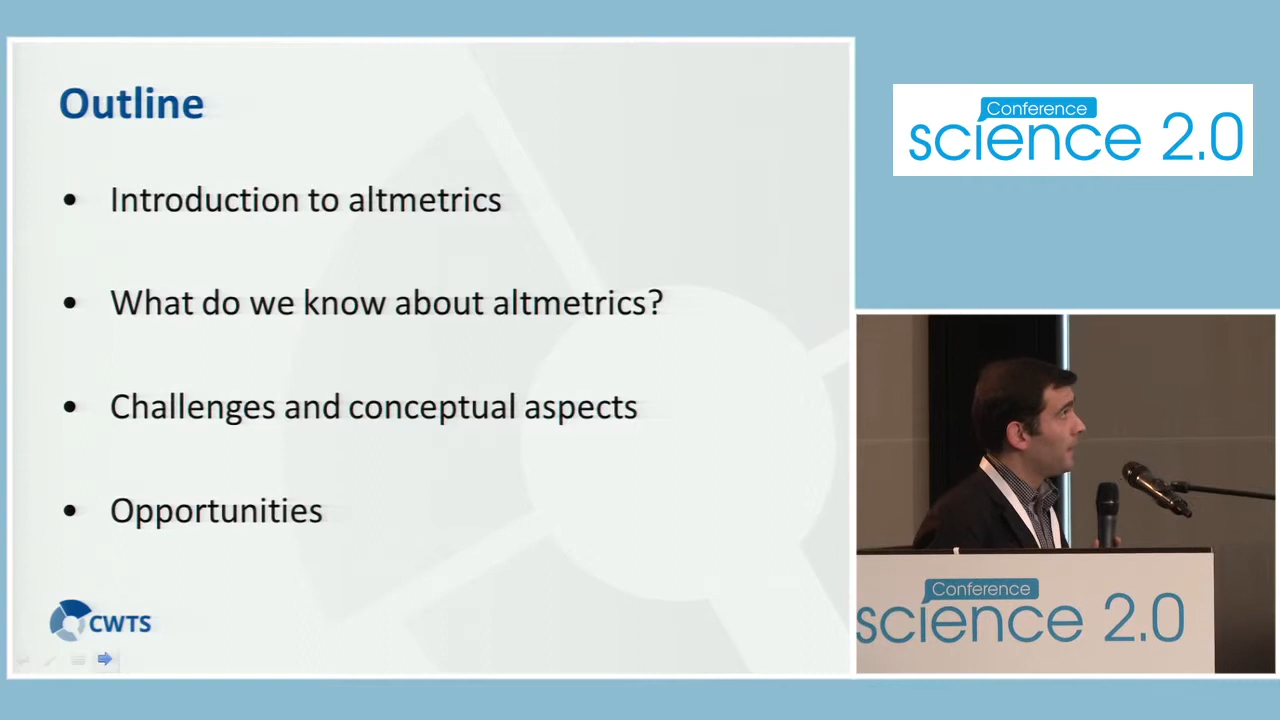 Outline
• Introduction to altmetrics
• What do we know about altmetrics?
• Challenges and conceptual aspects
• Opportunities
CWTS
Conference
science 2.0
Conference
science 2.0